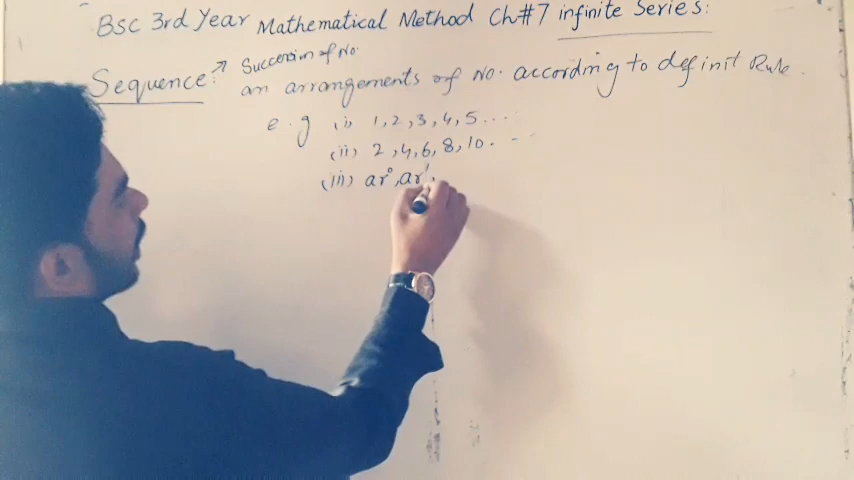 Bsc 3rd Year Mathematical Method Ch#7 infinite Series:
Succession of No.
Sequence:
an arrangements of No. according to definit Rule.
e.g (i) 1,2,3,4,5....
(ii) 2,4,6,8,10. - -
(iii) ar⁰,ar¹,